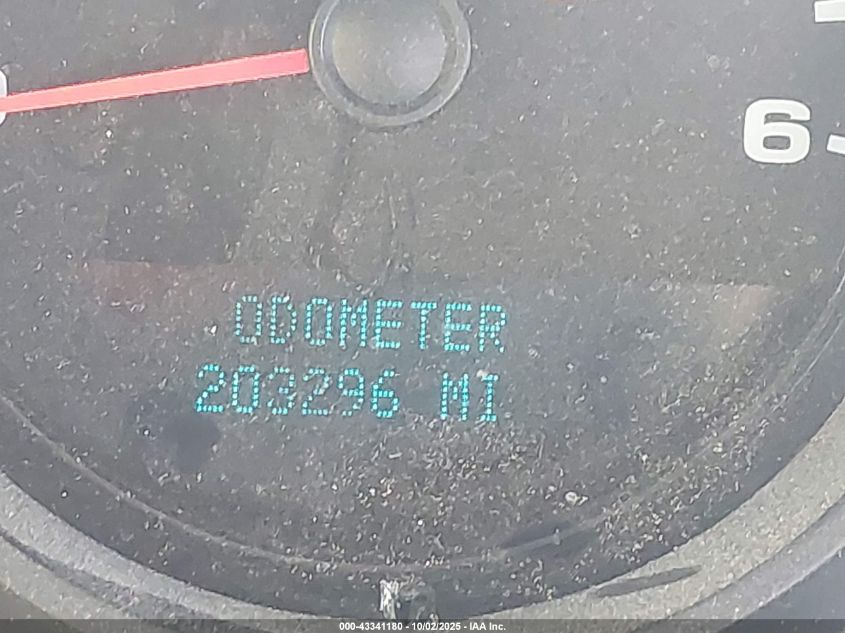 6
ODOMETER
203296 MI
000-43341180 - 10/02/2025 - IAA Inc.